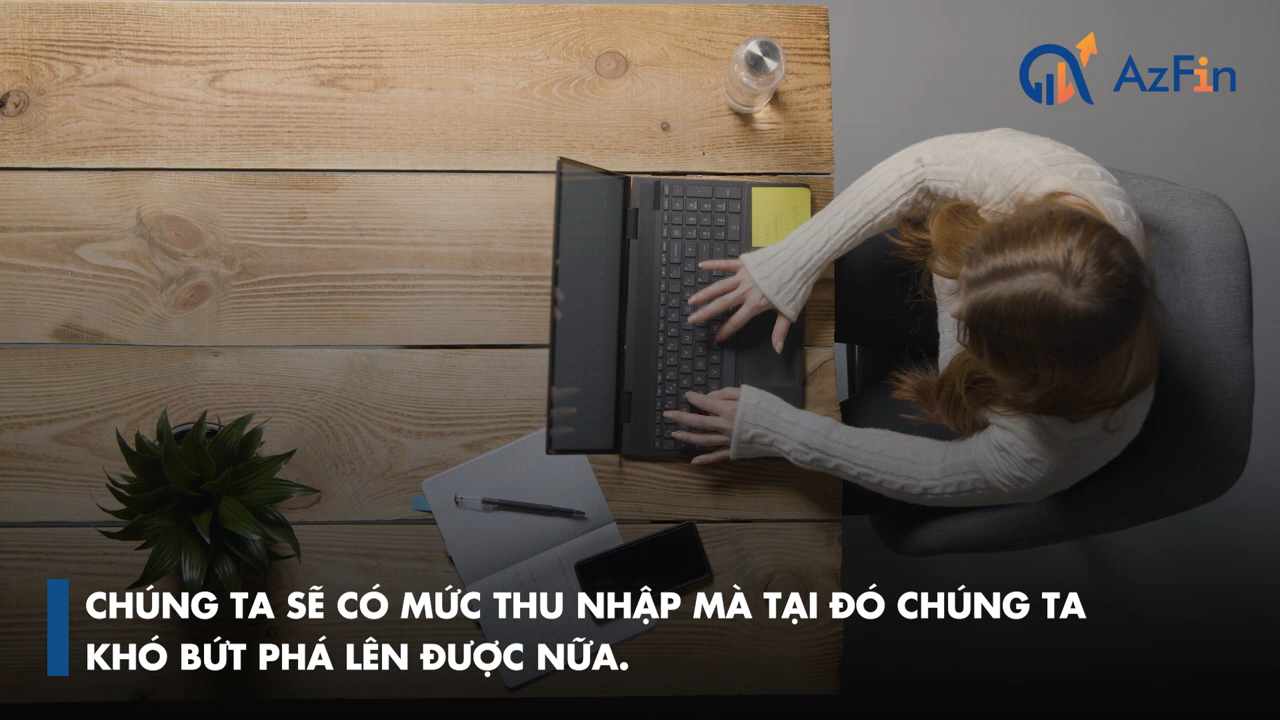 AzFin
CHÚNG TA SẼ CÓ MỨC THU NHẬP MÀ TẠI ĐÓ CHÚNG TA
KHÓ BỨT PHÁ LÊN ĐƯỢC NỮA.